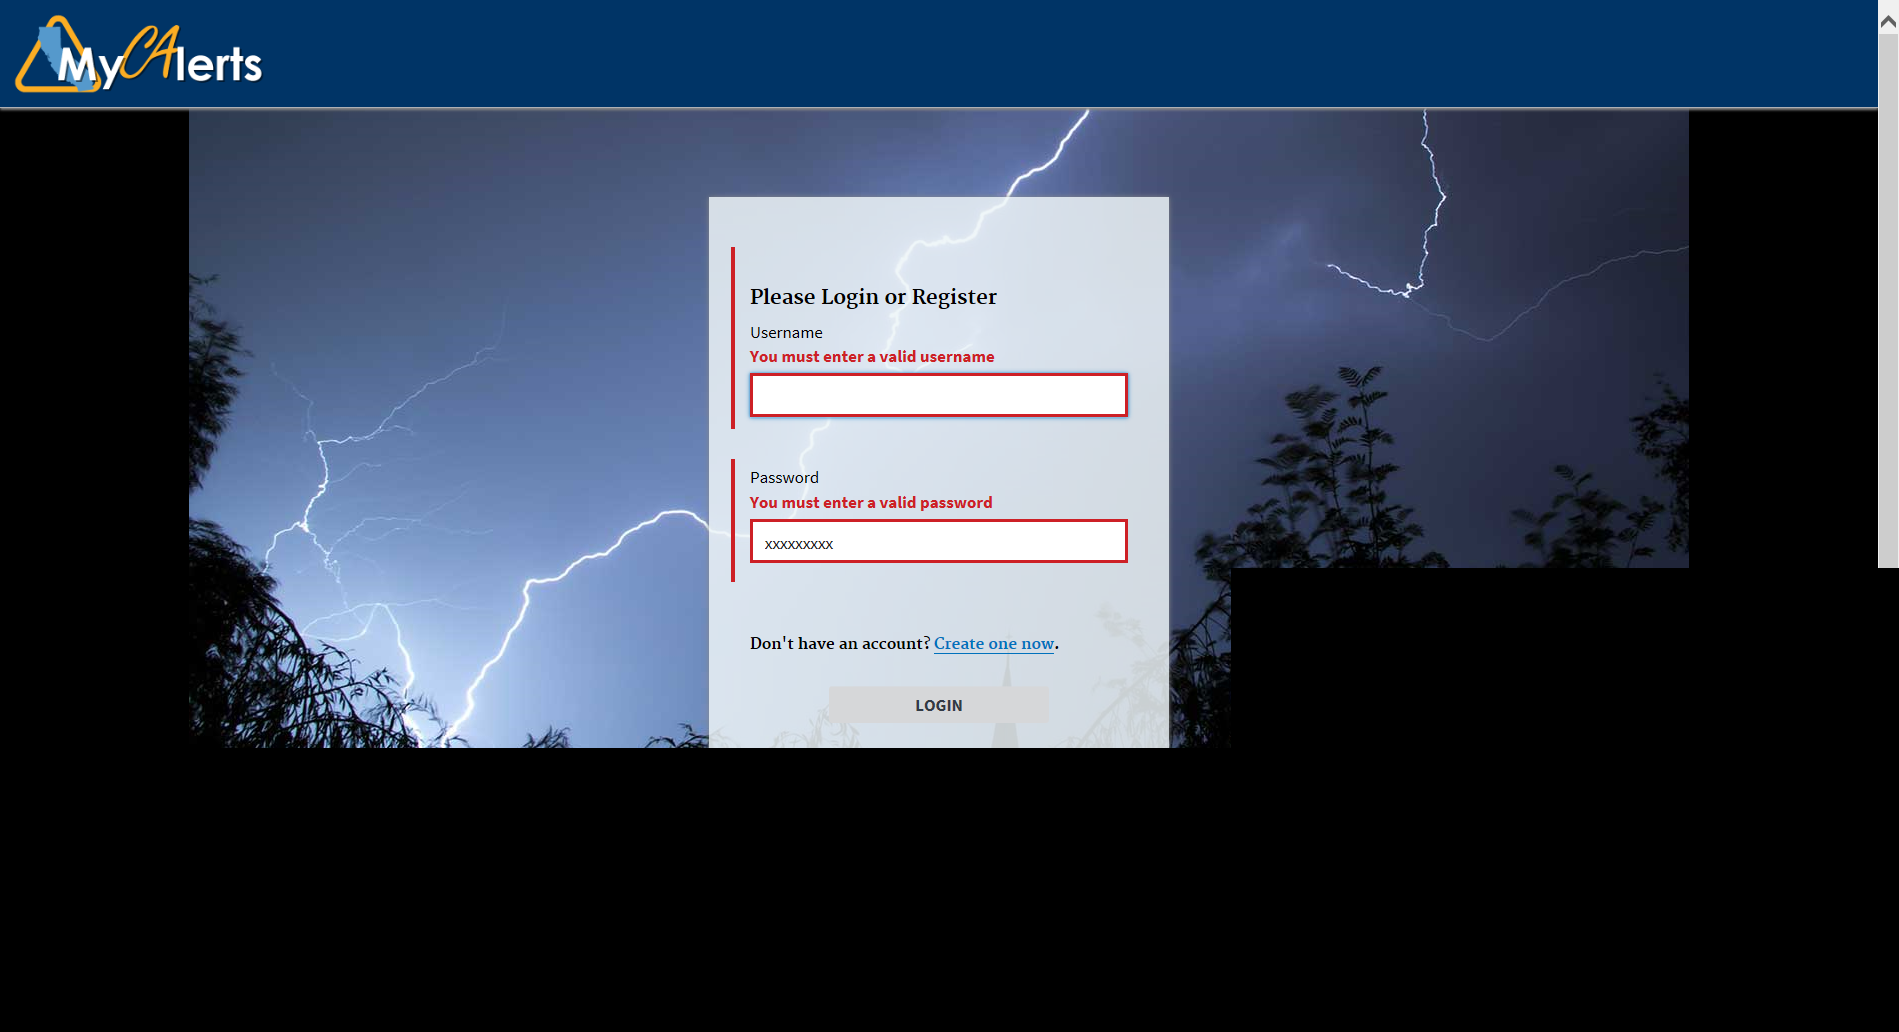 MyCAlerts
Please Login or Register
Username
You must enter a valid username
Password
You must enter a valid password
xxxxxxxxx
Don't have an account? Create one now.
LOGIN